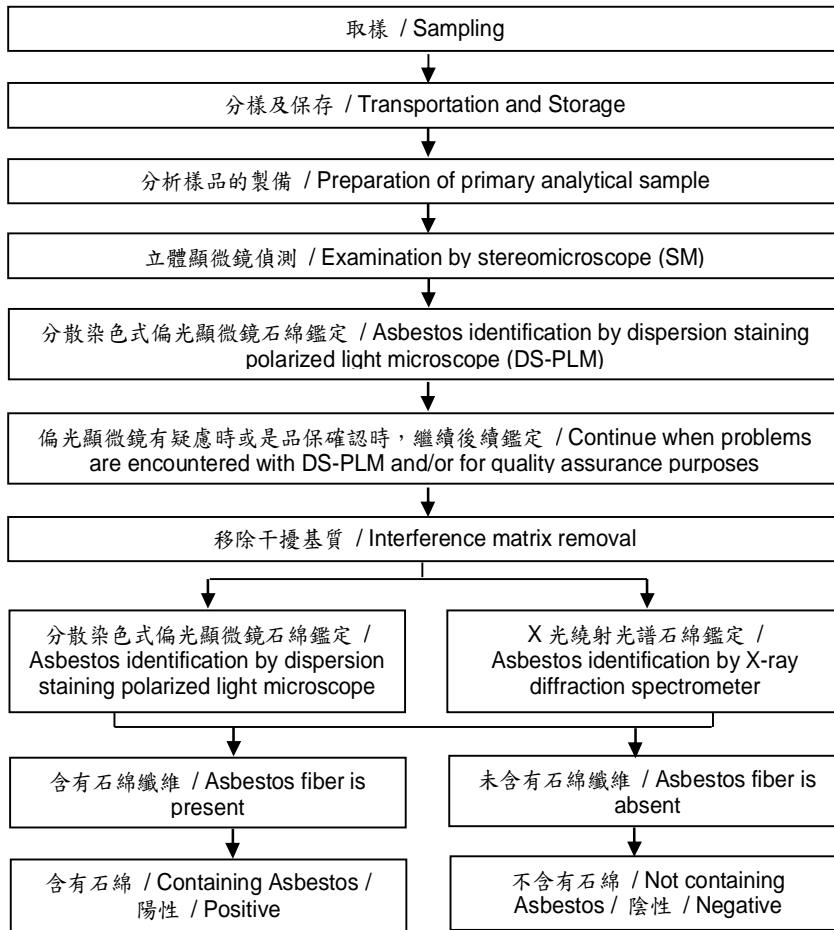 取樣 / Sampling
分樣及保存 / Transportation and Storage
分析樣品的製備 / Preparation of primary analytical sample
立體顯微鏡偵測 / Examination by stereomicroscope (SM)
分散染色式偏光顯微鏡石綿鑑定 / Asbestos identification by dispersion staining
polarized light microscope (DS-PLM)
偏光顯微鏡有疑慮時或是品保確認時，繼續後續鑑定 / Continue when problems
are encountered with DS-PLM and/or for quality assurance purposes
移除干擾基質 / Interference matrix removal
分散染色式偏光顯微鏡石綿鑑定 /
Asbestos identification by dispersion
staining polarized light microscope
X 光繞射光譜石綿鑑定 /
Asbestos identification by X-ray
diffraction spectrometer
含有石綿纖維 / Asbestos fiber is
present
未含有石綿纖維 / Asbestos fiber is
absent
含有石綿 / Containing Asbestos /
陽性 / Positive
不含有石綿 / Not containing
Asbestos / 陰性 / Negative